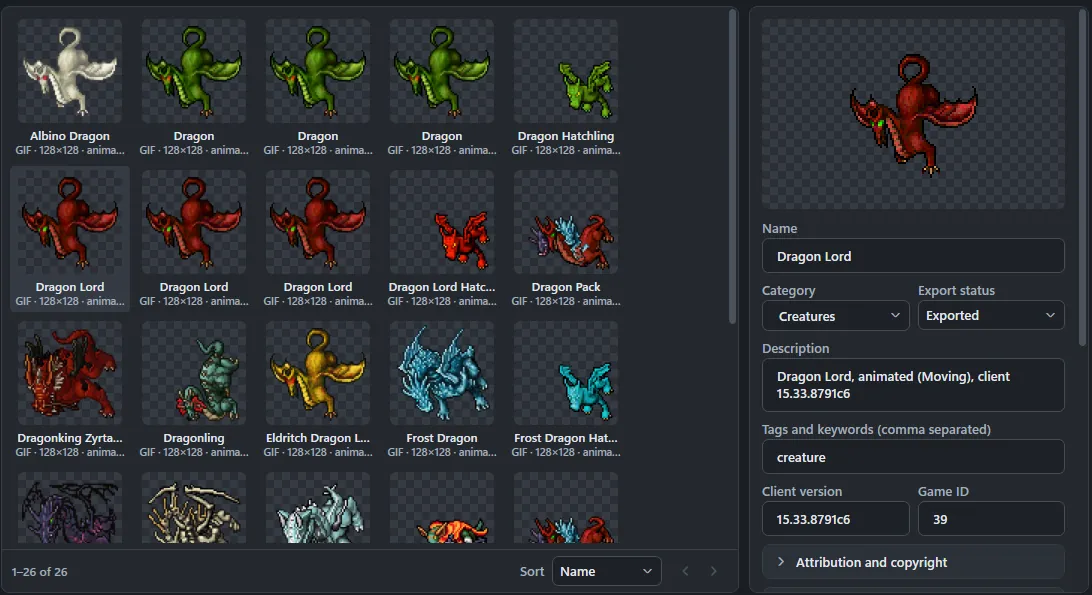 Albino Dragon
GIF · 128×128 · anima...
Dragon
GIF · 128×128 · anima...
Dragon
GIF · 128×128 · anima...
Dragon
GIF · 128×128 · anima...
Dragon Hatchling
GIF · 128×128 · anima...
Dragon Lord
GIF · 128×128 · anima...
Dragon Lord
GIF · 128×128 · anima...
Dragon Lord
GIF · 128×128 · anima...
Dragon Lord Hatc...
GIF · 128×128 · anima...
Dragon Pack
GIF · 128×128 · anima...
Dragonking Zyrta...
GIF · 128×128 · anima...
Dragonling
GIF · 128×128 · anima...
Eldritch Dragon L...
GIF · 128×128 · anima...
Frost Dragon
GIF · 128×128 · anima...
Frost Dragon Hat...
GIF · 128×128 · anima...
1–26 of 26
Sort
Name
Name
Dragon Lord
Category
Creatures
Export status
Exported
Description
Dragon Lord, animated (Moving), client
15.33.8791c6
Tags and keywords (comma separated)
creature
Client version
15.33.8791c6
Game ID
39
Attribution and copyright